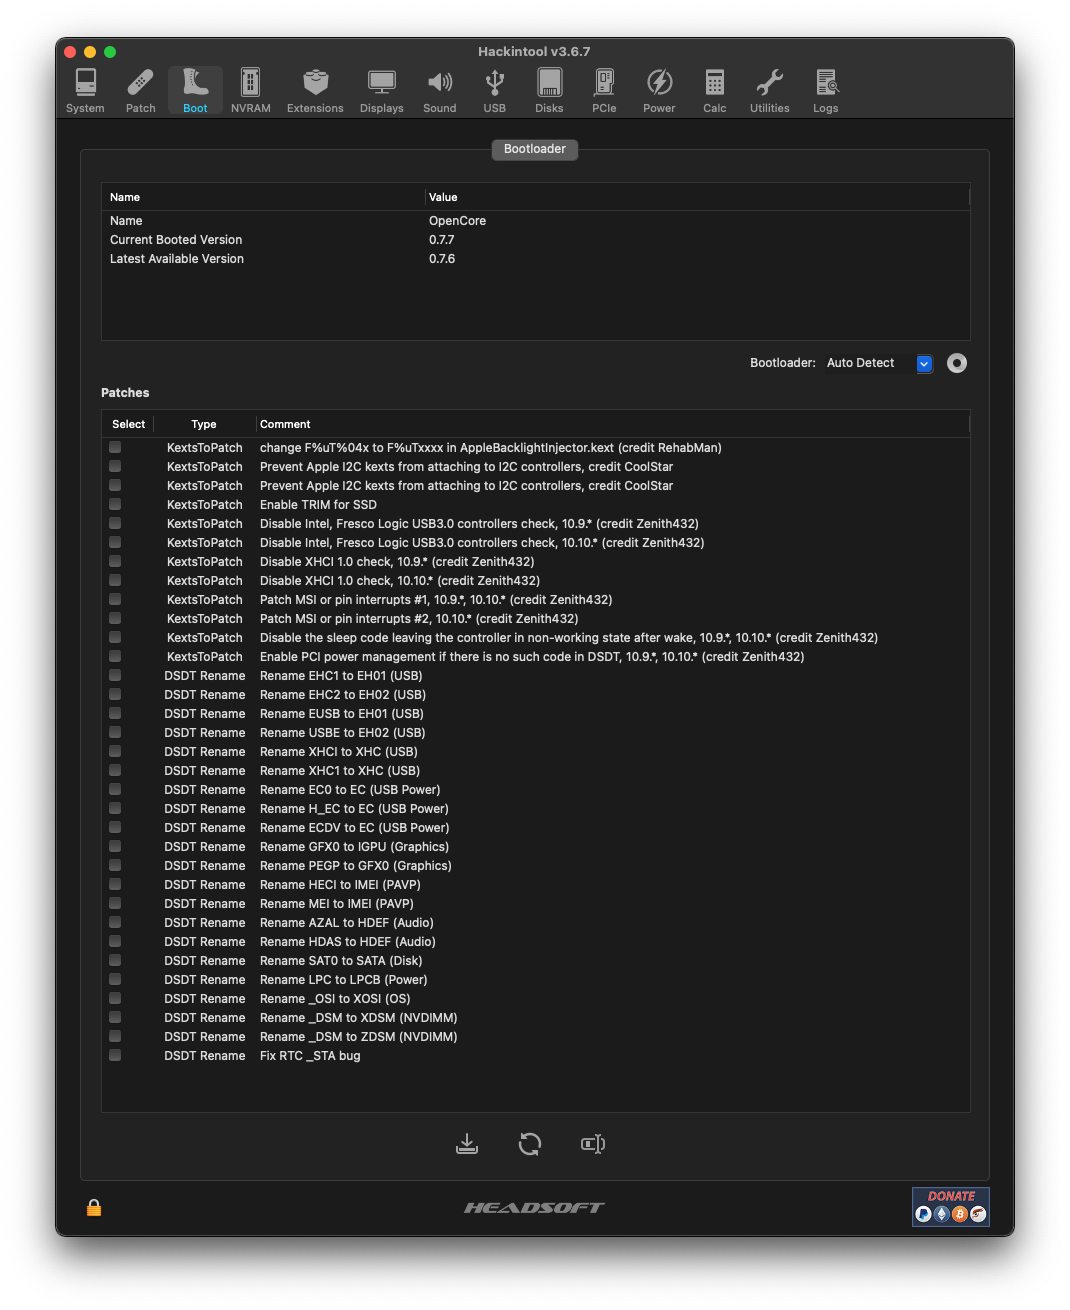 Hackintool v3.6.7
System Patch Boot NVRAM Extensions Displays Sound USB Disks PCIe Power Calc Utilities Logs
Bootloader
Name Value
Name OpenCore
Current Booted Version 0.7.7
Latest Available Version 0.7.6
Bootloader: Auto Detect
Patches
Select Type Comment
KextsToPatch change F%uT%04x to F%uTxxxx in AppleBacklightInjector.kext (credit RehabMan)
KextsToPatch Prevent Apple I2C kexts from attaching to I2C controllers, credit CoolStar
KextsToPatch Prevent Apple I2C kexts from attaching to I2C controllers, credit CoolStar
KextsToPatch Enable TRIM for SSD
KextsToPatch Disable Intel, Fresco Logic USB3.0 controllers check, 10.9.* (credit Zenith432)
KextsToPatch Disable Intel, Fresco Logic USB3.0 controllers check, 10.10.* (credit Zenith432)
KextsToPatch Disable XHCI 1.0 check, 10.9.* (credit Zenith432)
KextsToPatch Disable XHCI 1.0 check, 10.10.* (credit Zenith432)
KextsToPatch Patch MSI or pin interrupts #1, 10.9.*, 10.10.* (credit Zenith432)
KextsToPatch Patch MSI or pin interrupts #2, 10.10.* (credit Zenith432)
KextsToPatch Disable the sleep code leaving the controller in non-working state after wake, 10.9.*, 10.10.* (credit Zenith432)
KextsToPatch Enable PCI power management if there is no such code in DSDT, 10.9.*, 10.10.* (credit Zenith432)
DSDT Rename Rename EHC1 to EH01 (USB)
DSDT Rename Rename EHC2 to EH02 (USB)
DSDT Rename Rename EUSB to EH01 (USB)
DSDT Rename Rename USBE to EH02 (USB)
DSDT Rename Rename XHCI to XHC (USB)
DSDT Rename Rename XHC1 to XHC (USB)
DSDT Rename Rename EC0 to EC (USB Power)
DSDT Rename Rename H_EC to EC (USB Power)
DSDT Rename Rename ECDV to EC (USB Power)
DSDT Rename Rename GFX0 to IGPU (Graphics)
DSDT Rename Rename PEGP to GFX0 (Graphics)
DSDT Rename Rename HECI to IMEI (PAVP)
DSDT Rename Rename MEI to IMEI (PAVP)
DSDT Rename Rename AZAL to HDEF (Audio)
DSDT Rename Rename HDAS to HDEF (Audio)
DSDT Rename Rename SAT0 to SATA (Disk)
DSDT Rename Rename LPC to LPCB (Power)
DSDT Rename Rename _OSI to XOSI (OS)
DSDT Rename Rename _DSM to XDSM (NVDIMM)
DSDT Rename Rename _DSM to ZDSM (NVDIMM)
DSDT Rename Fix RTC _STA bug
HEADSOFT
DONATE